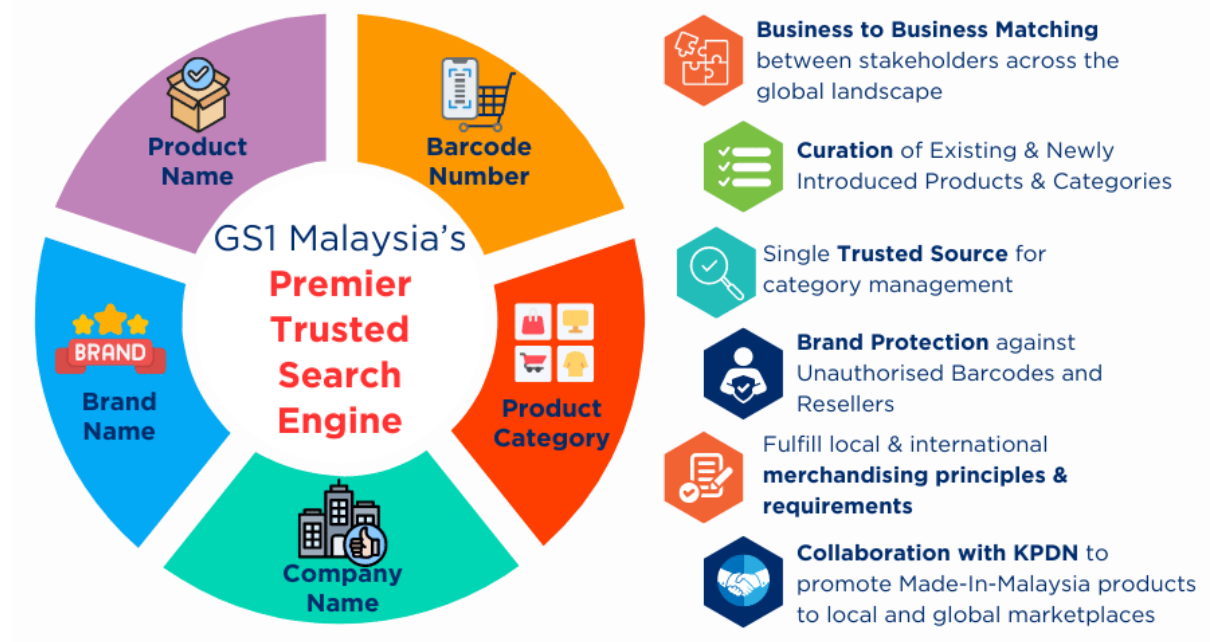 Product
Name
Barcode
Number
GS1 Malaysia's
Premier
Trusted
Search
Engine
BRAND
Brand
Name
Product
Category
Company
Name
Business to Business Matching
between stakeholders across the
global landscape
Curation of Existing & Newly
Introduced Products & Categories
Single Trusted Source for
category management
Brand Protection against
Unauthorised Barcodes and
Resellers
Fulfill local & international
merchandising principles &
requirements
Collaboration with KPDN to
promote Made-In-Malaysia products
to local and global marketplaces